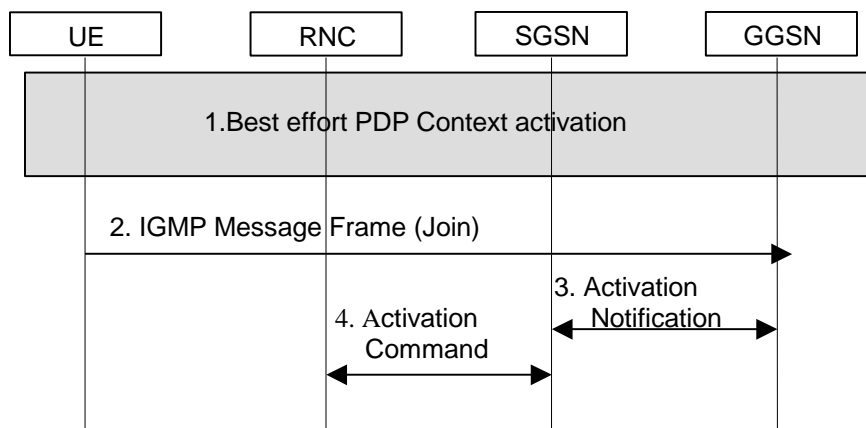 UE
RNC
SGSN
GGSN
1.Best effort PDP Context activation
2. IGMP Message Frame (Join)
3. Activation
Notification
4. Activation
Command